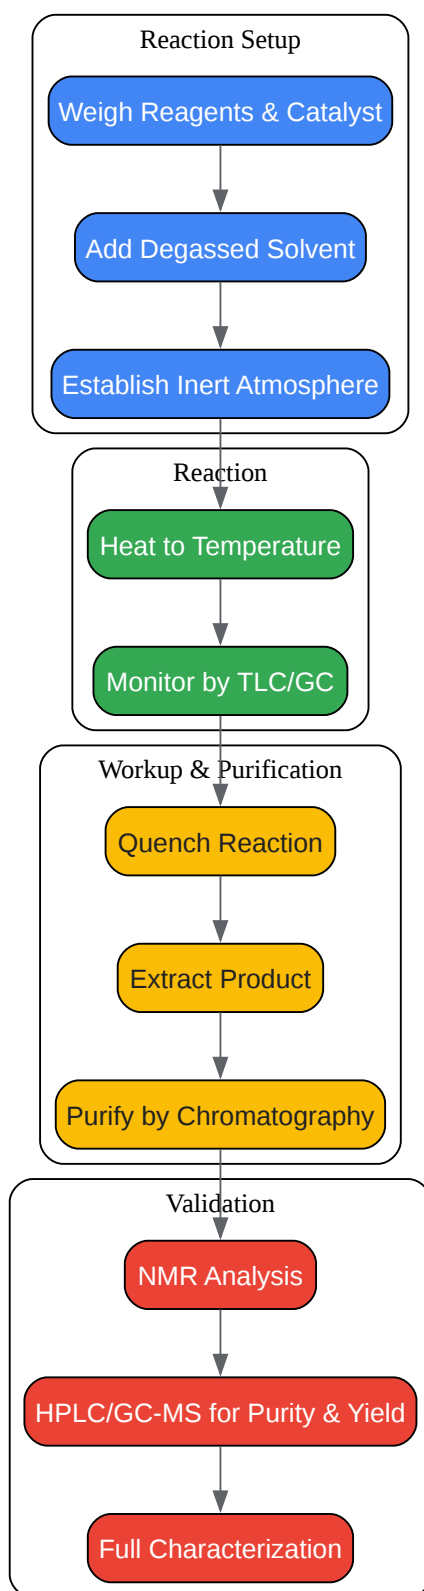 Reaction Setup
Weigh Reagents & Catalyst
Add Degassed Solvent
Establish Inert Atmosphere
Reaction
Heat to Temperature
Monitor by TLC/GC
Workup & Purification
Quench Reaction
Extract Product
Purify by Chromatography
Validation
NMR Analysis
HPLC/GC-MS for Purity & Yield
Full Characterization